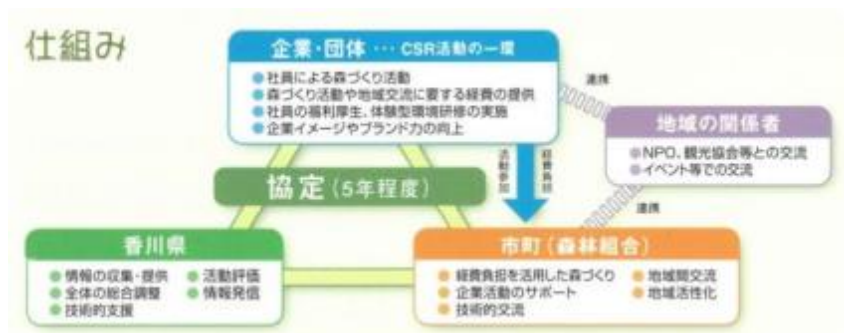 仕組み
企業・団体…CSR活動の一環
●社員による森づくり活動
●森づくり活動や地域交流に要する経費の提供
●社員の福利厚生、体験型環境研修の実施
●企業イメージやブランド力の向上
連携
地域の関係者
●NPO、観光協会等との交流
●イベント等での交流
活動参加
経費負担
連携
協定(5年程度)
香川県
●情報の収集・提供
●全体の総合調整
●技術的支援
●活動評価
●情報発信
市町(森林組合)
●経費負担を活用した森づくり
●企業活動のサポート
●技術的交流
●地域間交流
●地域活性化